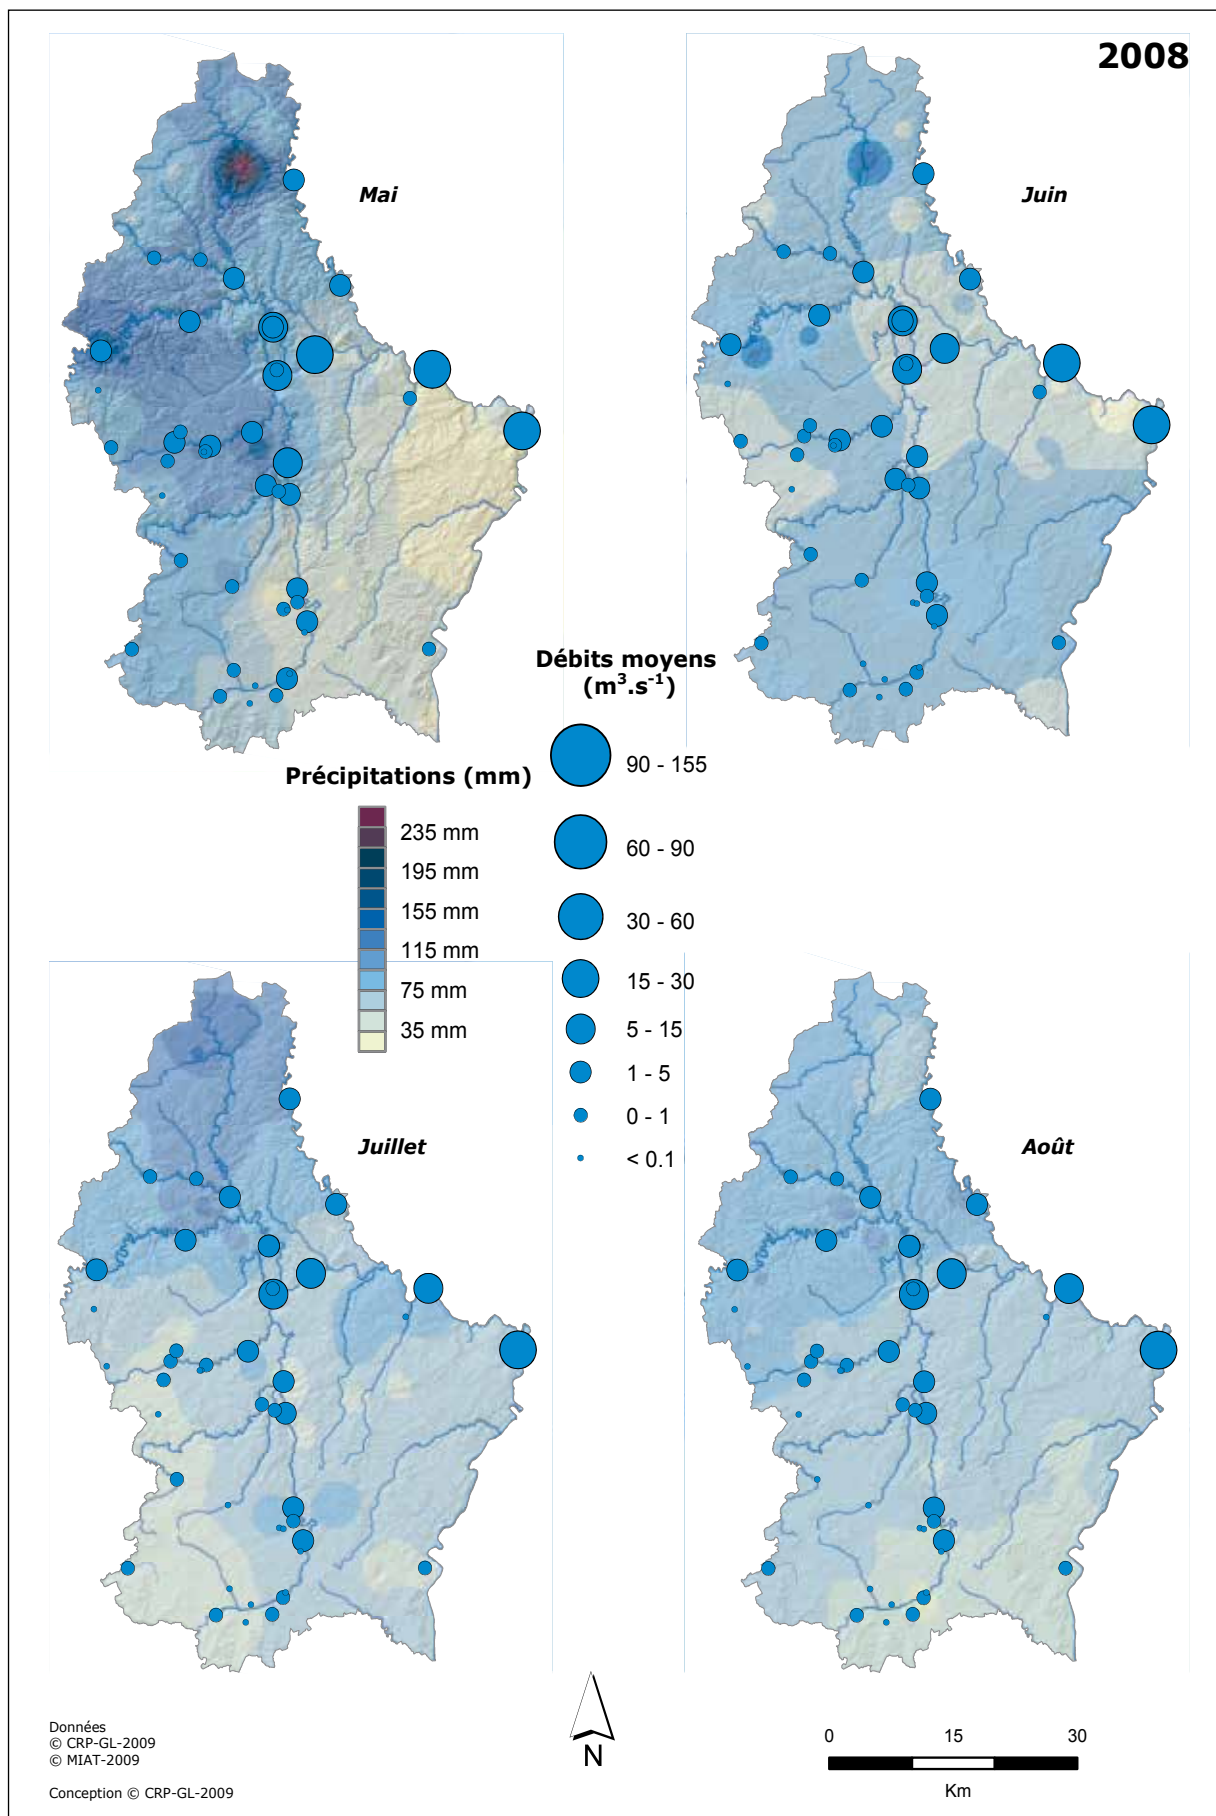 2008
Mai
Juin
Débits moyens
(m³.s⁻¹)
90 - 155
60 - 90
30 - 60
15 - 30
5 - 15
1 - 5
0 - 1
< 0.1
Précipitations (mm)
235 mm
195 mm
155 mm
115 mm
75 mm
35 mm
Juillet
Août
Données
© CRP-GL-2009
© MIAT-2009
Conception © CRP-GL-2009
N
0 15 30
Km